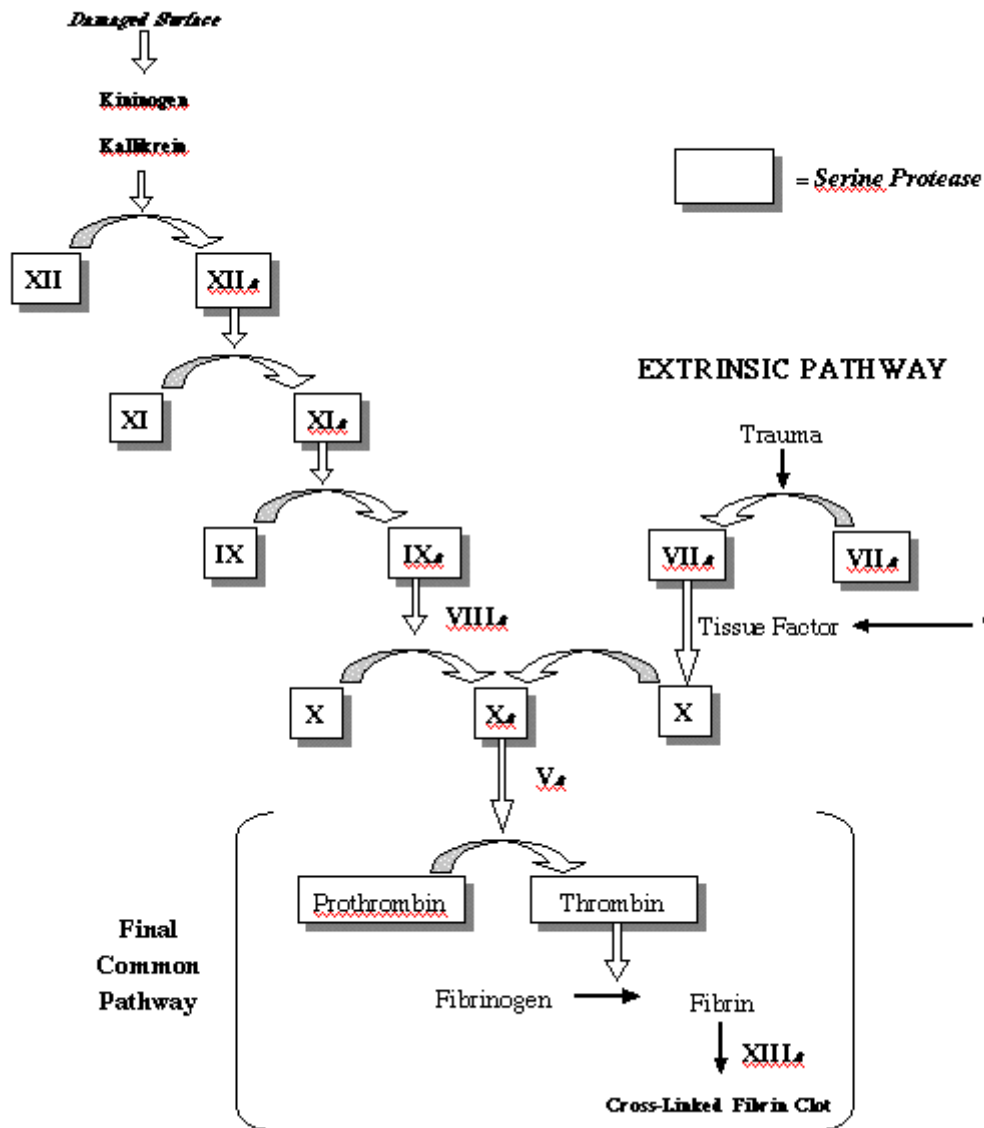 Damaged Surface
Kininogen
Kallikrein
= Serine Protease
XII
XIIa
EXTRINSIC PATHWAY
XI
XIa
Trauma
IX
IXa
VIIa
VIIa
VIIIa
Tissue Factor
X
Xa
X
Va
Prothrombin
Thrombin
Final
Common
Pathway
Fibrinogen
Fibrin
XIIIa
Cross-Linked Fibrin Clot